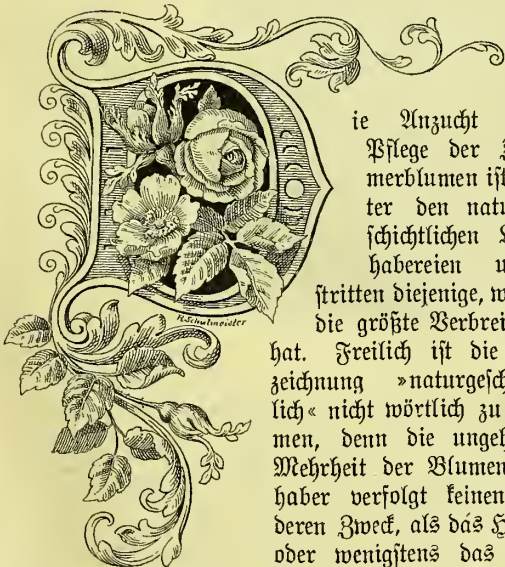 Die Anzucht
Pflege der
merblumen ist
ter den natu
schichtlichen
habereien u
stritten diejenige, w
die größte Verbrei
hat. Freilich ist die
zeichnung »naturgesch
lich« nicht wörtlich zu
men, denn die ungeh
Mehrheit der Blumen
haber verfolgt keinen
deren Zweck, als das
oder wenigstens das